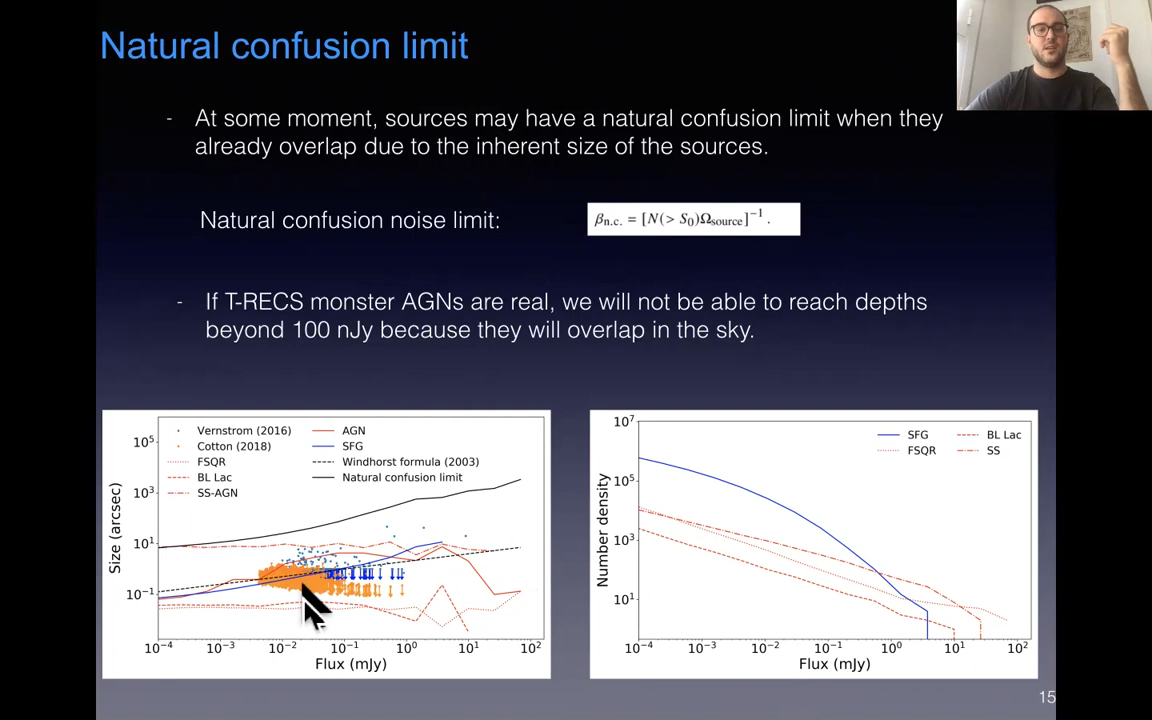 Natural confusion limit
- At some moment, sources may have a natural confusion limit when they
already overlap due to the inherent size of the sources.
Natural confusion noise limit:
β_n.c. = [N(> S_0)Ω_source]^−1 .
- If T-RECS monster AGNs are real, we will not be able to reach depths
beyond 100 nJy because they will overlap in the sky.
Vernstrom (2016)
Cotton (2018)
FSQR
BL Lac
SS-AGN
AGN
SFG
Windhorst formula (2003)
Natural confusion limit
Size (arcsec)
10^5
10^3
10^1
10^−1
10^−4 10^−3 10^−2 10^−1 10^0 10^1 10^2
Flux (mJy)
SFG
FSQR
BL Lac
SS
Number density
10^7
10^5
10^3
10^1
10^−4 10^−3 10^−2 10^−1 10^0 10^1 10^2
Flux (mJy)
15